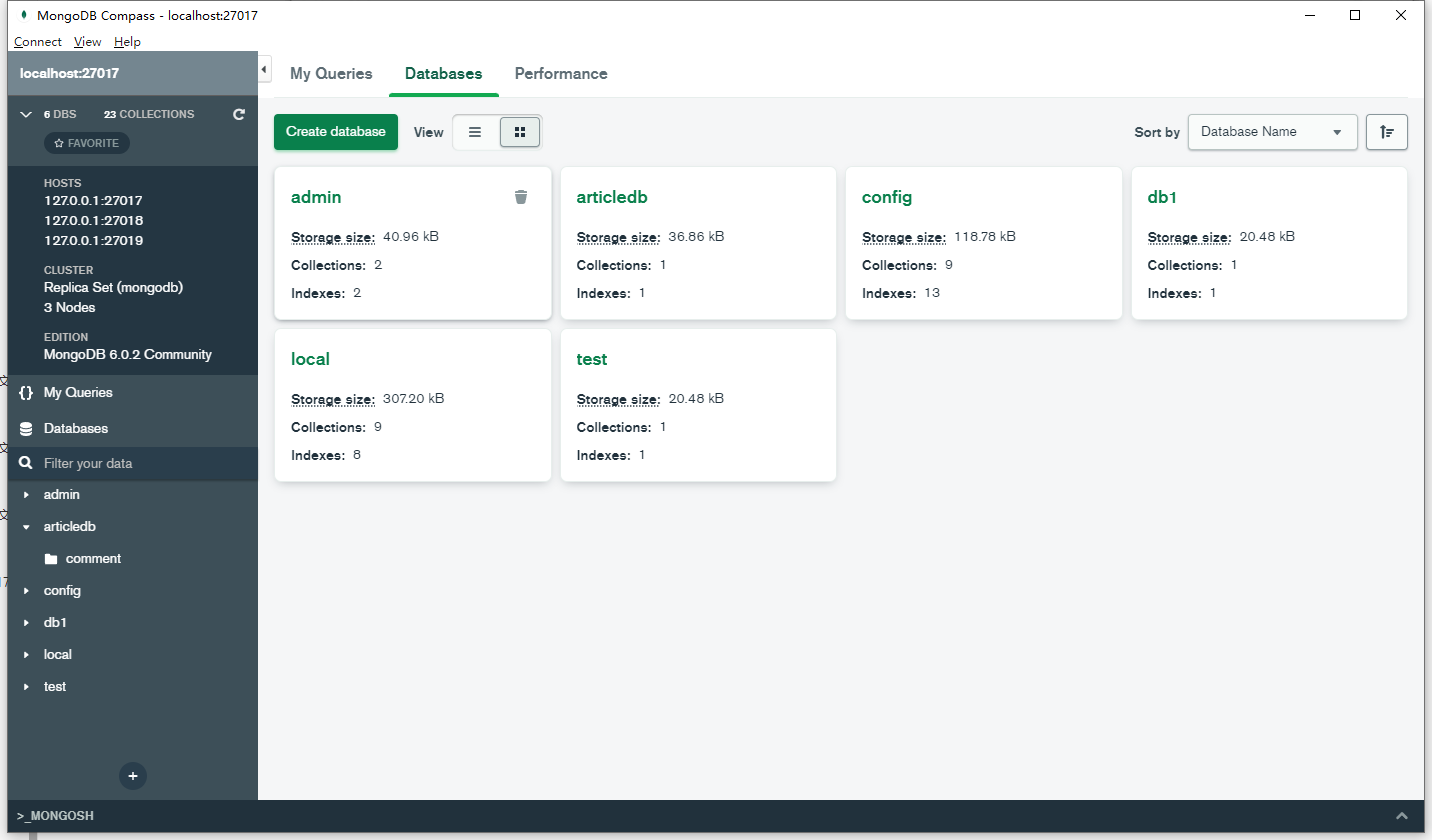 MongoDB Compass - localhost:27017
Connect View Help
localhost:27017
6 DBS 23 COLLECTIONS
FAVORITE
HOSTS
127.0.0.1:27017
127.0.0.1:27018
127.0.0.1:27019
CLUSTER
Replica Set (mongodb)
3 Nodes
EDITION
MongoDB 6.0.2 Community
{} My Queries
Databases
Filter your data
admin
articledb
comment
config
db1
local
test
+
My Queries Databases Performance
Create database View Sort by Database Name
admin
Storage size: 40.96 kB
Collections: 2
Indexes: 2
articledb
Storage size: 36.86 kB
Collections: 1
Indexes: 1
config
Storage size: 118.78 kB
Collections: 9
Indexes: 13
db1
Storage size: 20.48 kB
Collections: 1
Indexes: 1
local
Storage size: 307.20 kB
Collections: 9
Indexes: 8
test
Storage size: 20.48 kB
Collections: 1
Indexes: 1
>_MONGOSH